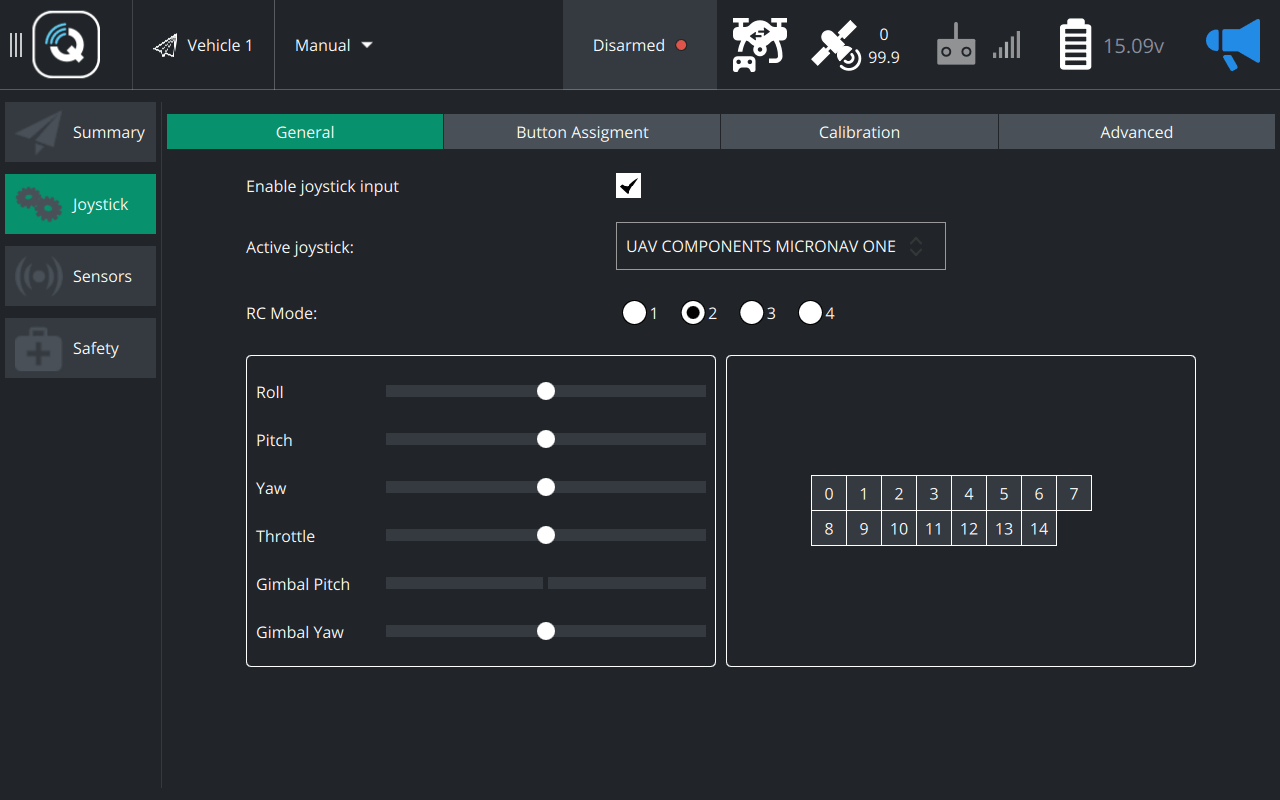 Vehicle 1
Manual
Disarmed
0
99.9
15.09v
Summary
Joystick
Sensors
Safety
General
Button Assigment
Calibration
Advanced
Enable joystick input
Active joystick:
UAV COMPONENTS MICRONAV ONE
RC Mode:
1
2
3
4
Roll
Pitch
Yaw
Throttle
Gimbal Pitch
Gimbal Yaw
0 1 2 3 4 5 6 7
8 9 10 11 12 13 14